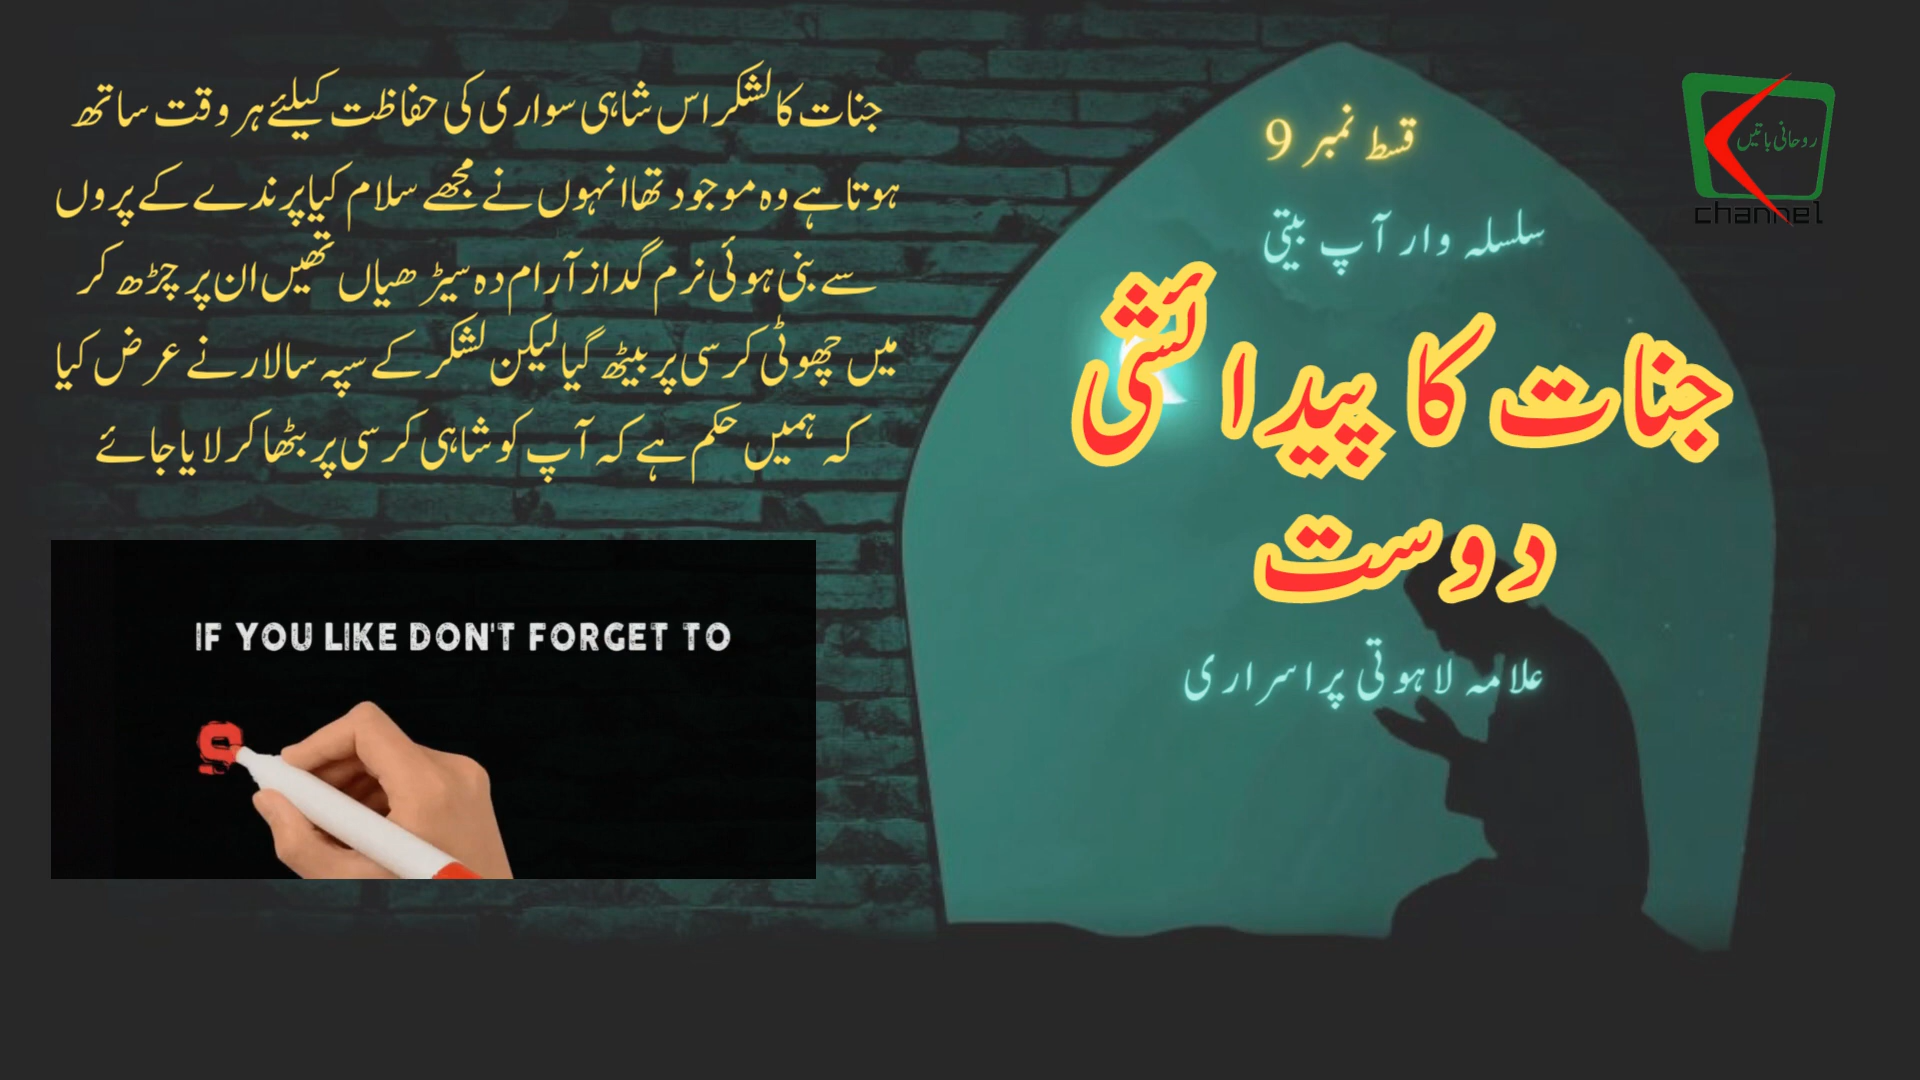 جنات کا لشکر اس شاہی سواری کی حفاظت کیلئے ہر وقت ساتھ
ہوتا ہے وہ موجود تھا انہوں نے مجھے سلام کیا پرندے کے پروں
سے بنی ہوئی نرم گداز آرام دہ سیڑھیاں تھیں ان پر چڑھ کر
میں چھوٹی کرسی پر بیٹھ گیا لیکن لشکر کے سپہ سالار نے عرض کیا
کہ ہمیں حکم ہے کہ آپ کو شاہی کرسی پر بٹھا کر لایا جائے
قسط نمبر 9
سلسلہ وار آپ بیتی
جنات کا پیدائشی
دوست
علامہ لاہوتی پراسراری
روحانی باتیں
channel
IF YOU LIKE DON'T FORGET TO
S